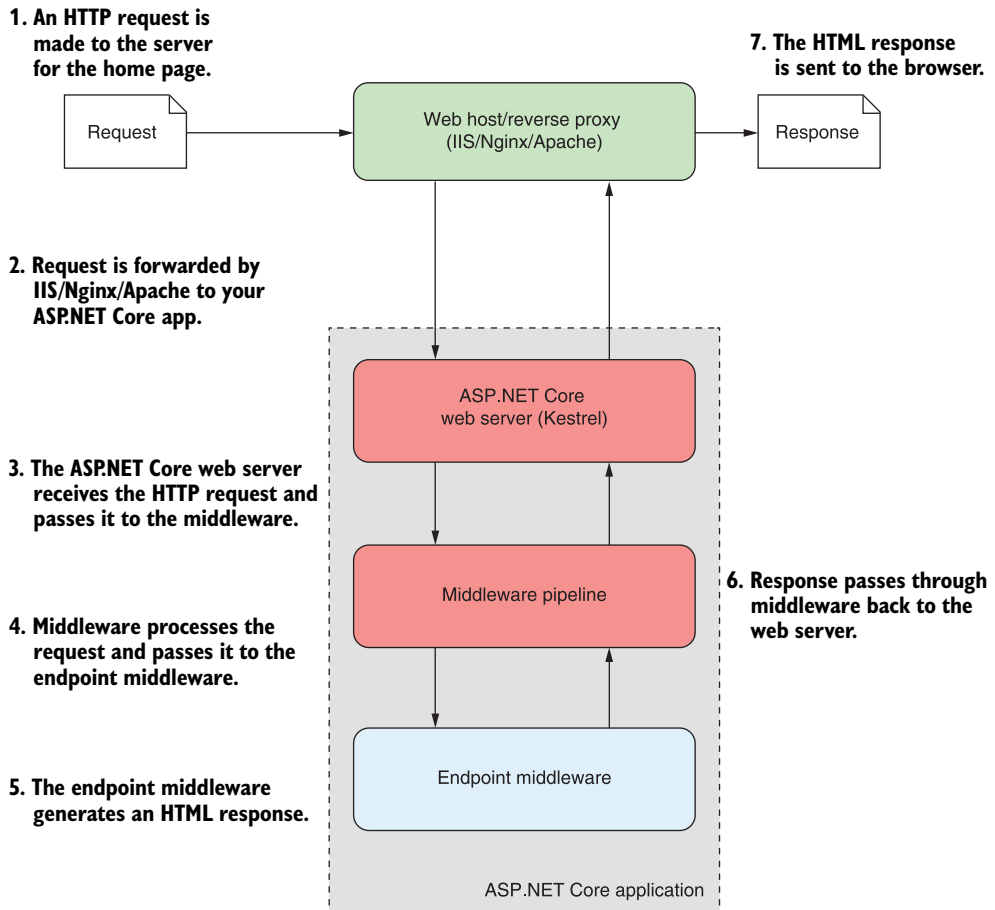 1. An HTTP request is
made to the server
for the home page.
7. The HTML response
is sent to the browser.
Request
Web host/reverse proxy
(IIS/Nginx/Apache)
Response
2. Request is forwarded by
IIS/Nginx/Apache to your
ASP.NET Core app.
ASP.NET Core
web server (Kestrel)
3. The ASP.NET Core web server
receives the HTTP request and
passes it to the middleware.
Middleware pipeline
6. Response passes through
middleware back to the
web server.
4. Middleware processes the
request and passes it to the
endpoint middleware.
Endpoint middleware
5. The endpoint middleware
generates an HTML response.
ASP.NET Core application